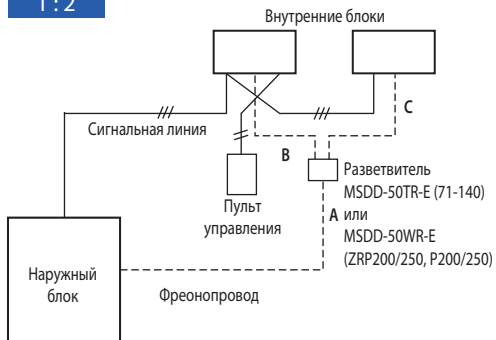 1 : 2
Внутренние блоки
C
Сигнальная линия
B
Разветвитель
MSDD-50TR-E (71-140)
Пульт
управления
A
или
MSDD-50WR-E
(ZRP200/250, P200/250)
Наружный
блок
Фреонопровод